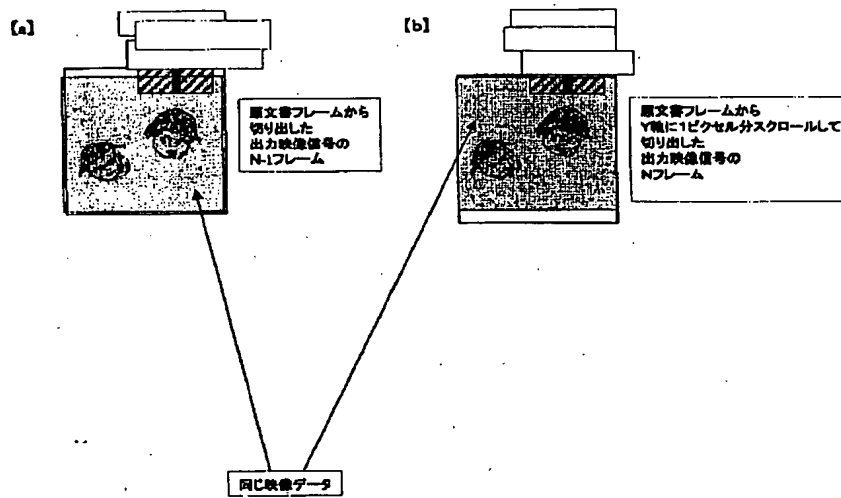 【a】
原文書フレームから
切り出した
出力映像信号の
N-1フレーム
【b】
原文書フレームから
Y軸に1ピクセル分スクロールして
切り出した
出力映像信号の
Nフレーム
同じ映像データ